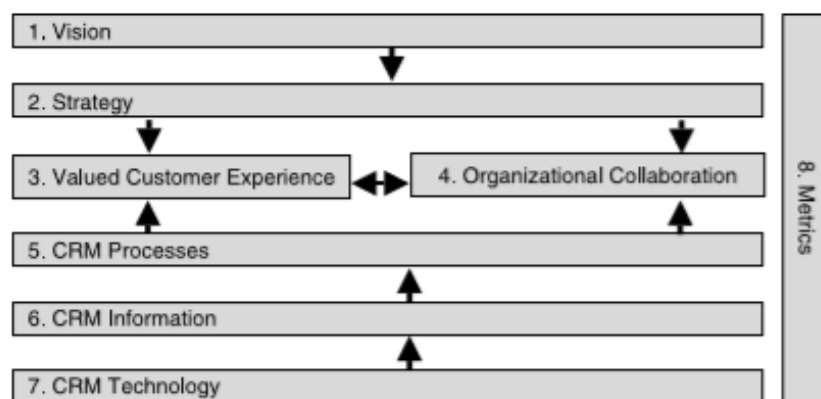 1. Vision
2. Strategy
3. Valued Customer Experience
4. Organizational Collaboration
5. CRM Processes
6. CRM Information
7. CRM Technology
8. Metrics